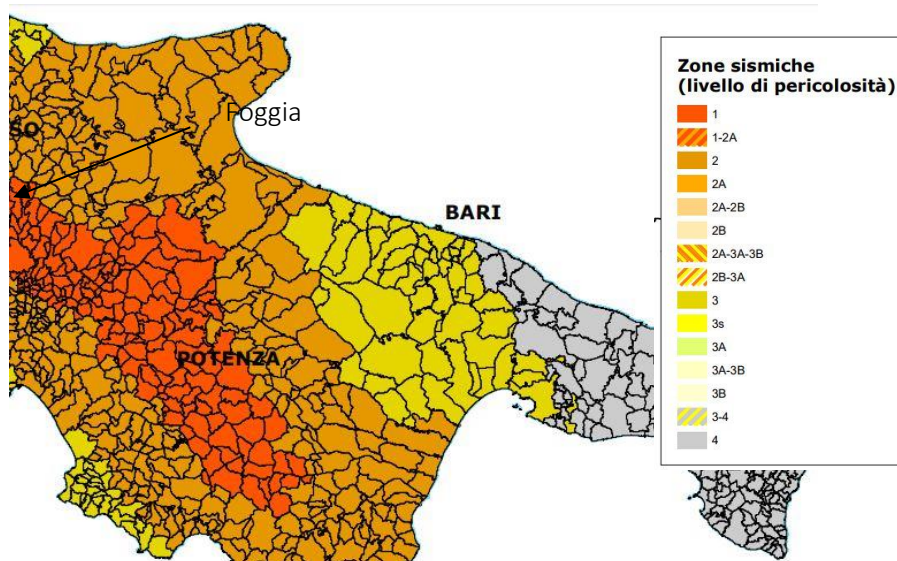 Foggia
SO
BARI
POTENZA
Zone sismiche
(livello di pericolosità)
1
1-2A
2
2A
2A-2B
2B
2A-3A-3B
2B-3A
3
3s
3A
3A-3B
3B
3-4
4